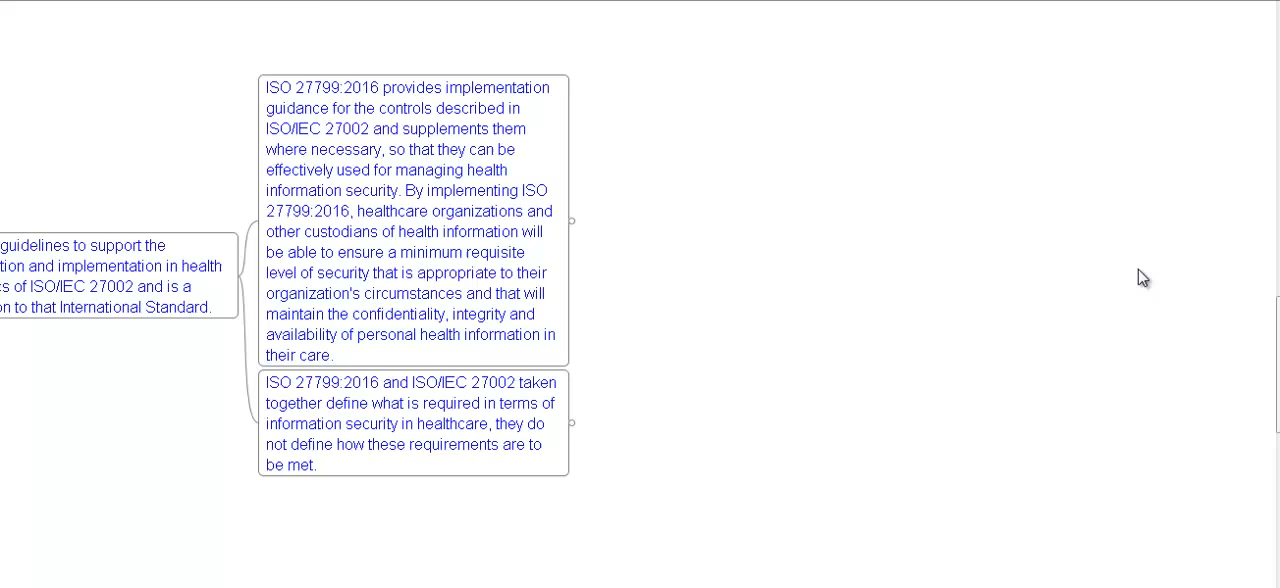 guidelines to support the
and implementation in health
of ISO/IEC 27002 and is a
to that International Standard.
ISO 27799:2016 provides implementation
guidance for the controls described in
ISO/IEC 27002 and supplements them
where necessary, so that they can be
effectively used for managing health
information security. By implementing ISO
27799:2016, healthcare organizations and
other custodians of health information will
be able to ensure a minimum requisite
level of security that is appropriate to their
organization's circumstances and that will
maintain the confidentiality, integrity and
availability of personal health information in
their care.
ISO 27799:2016 and ISO/IEC 27002 taken
together define what is required in terms of
information security in healthcare, they do
not define how these requirements are to
be met.